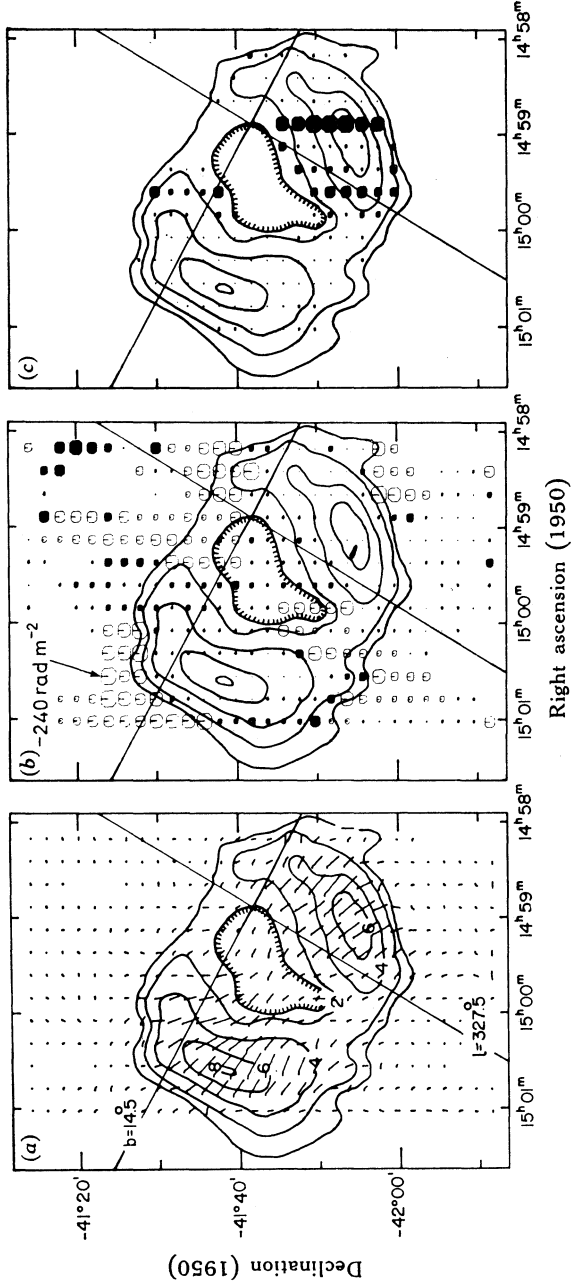 (a)
b=14.5°
l=327.5°
8
6
4
2
6
4
-41°20'
-41°40'
-42°00'
15h01m
15h00m
14h59m
14h58m
(b)
-240 rad m-2
15h01m
15h00m
14h59m
14h58m
(c)
15h01m
15h00m
14h59m
14h58m
Declination (1950)
Right ascension (1950)